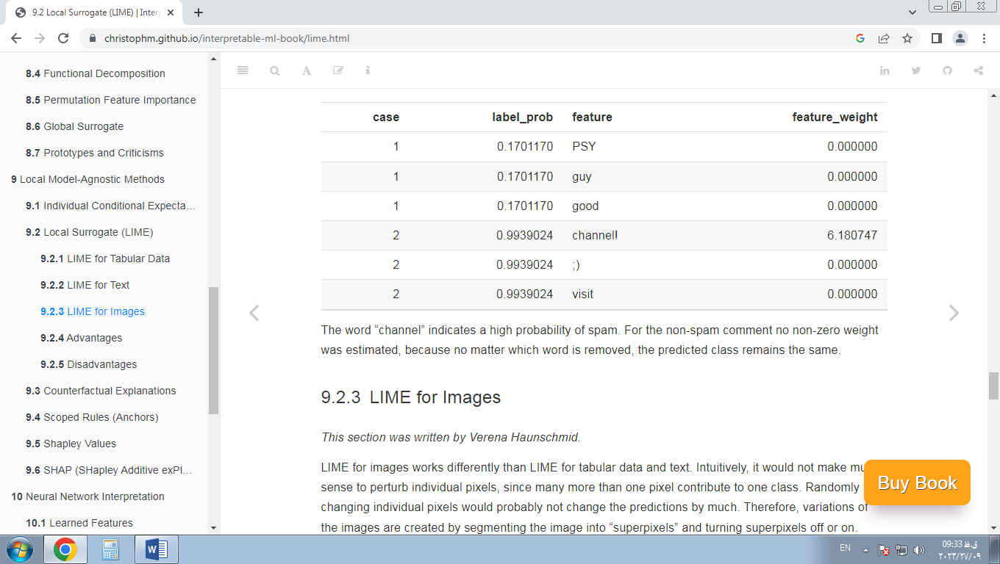 9.2 Local Surrogate (LIME) | Inter
christophm.github.io/interpretable-ml-book/lime.html
8.4 Functional Decomposition
8.5 Permutation Feature Importance
8.6 Global Surrogate
8.7 Prototypes and Criticisms
9 Local Model-Agnostic Methods
9.1 Individual Conditional Expecta…
9.2 Local Surrogate (LIME)
9.2.1 LIME for Tabular Data
9.2.2 LIME for Text
9.2.3 LIME for Images
9.2.4 Advantages
9.2.5 Disadvantages
9.3 Counterfactual Explanations
9.4 Scoped Rules (Anchors)
9.5 Shapley Values
9.6 SHAP (SHapley Additive exPl…
10 Neural Network Interpretation
10.1 Learned Features
case label_prob feature feature_weight
1 0.1701170 PSY 0.000000
1 0.1701170 guy 0.000000
1 0.1701170 good 0.000000
2 0.9939024 channel! 6.180747
2 0.9939024 ;) 0.000000
2 0.9939024 visit 0.000000
The word “channel” indicates a high probability of spam. For the non-spam comment no non-zero weight
was estimated, because no matter which word is removed, the predicted class remains the same.
9.2.3 LIME for Images
This section was written by Verena Haunschmid.
LIME for images works differently than LIME for tabular data and text. Intuitively, it would not make mu
sense to perturb individual pixels, since many more than one pixel contribute to one class. Randomly
changing individual pixels would probably not change the predictions by much. Therefore, variations of
the images are created by segmenting the image into “superpixels” and turning superpixels off or on.
Buy Book
EN
09:33 ق.ظ
٢٠٢٣/٢٧/٠٩